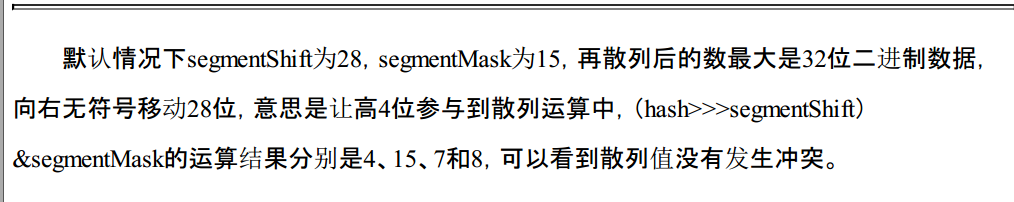 默认情况下segmentShift为28，segmentMask为15，再散列后的数最大是32位二进制数据，
向右无符号移动28位，意思是让高4位参与到散列运算中，（hash>>>segmentShift）
&segmentMask的运算结果分别是4、15、7和8，可以看到散列值没有发生冲突。